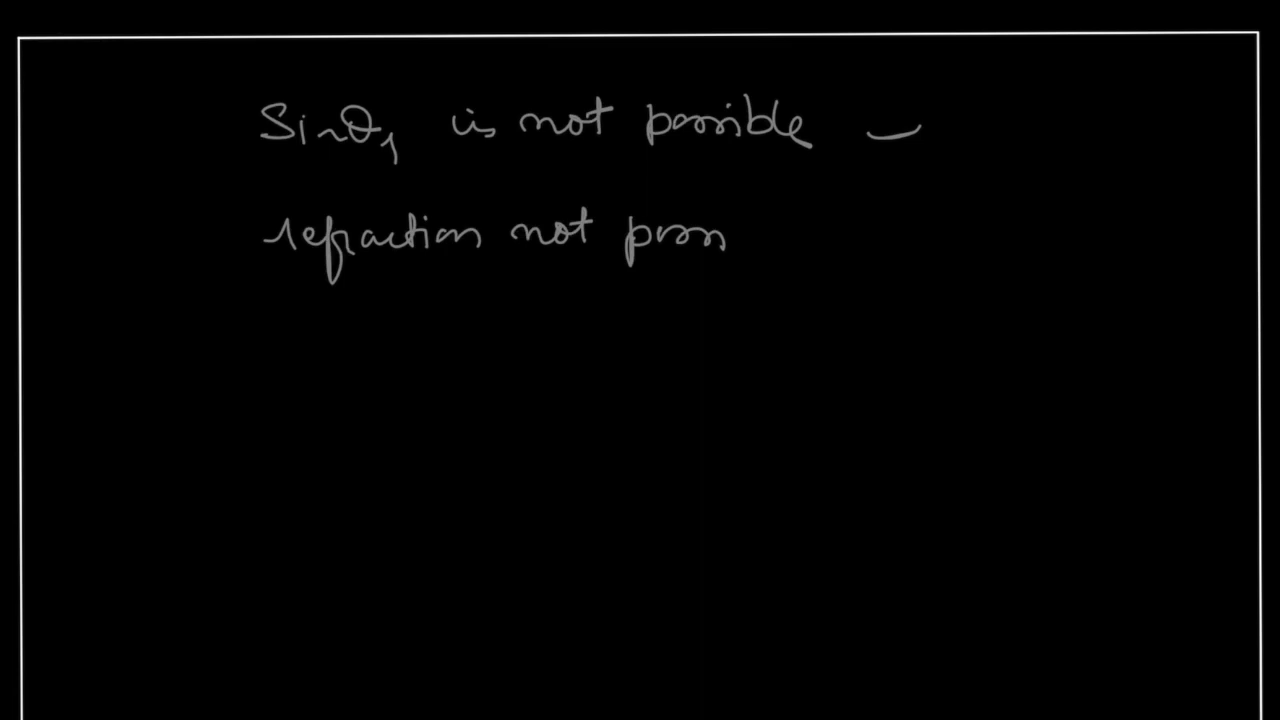 Sinθ₁ is not possible –
refraction not poss